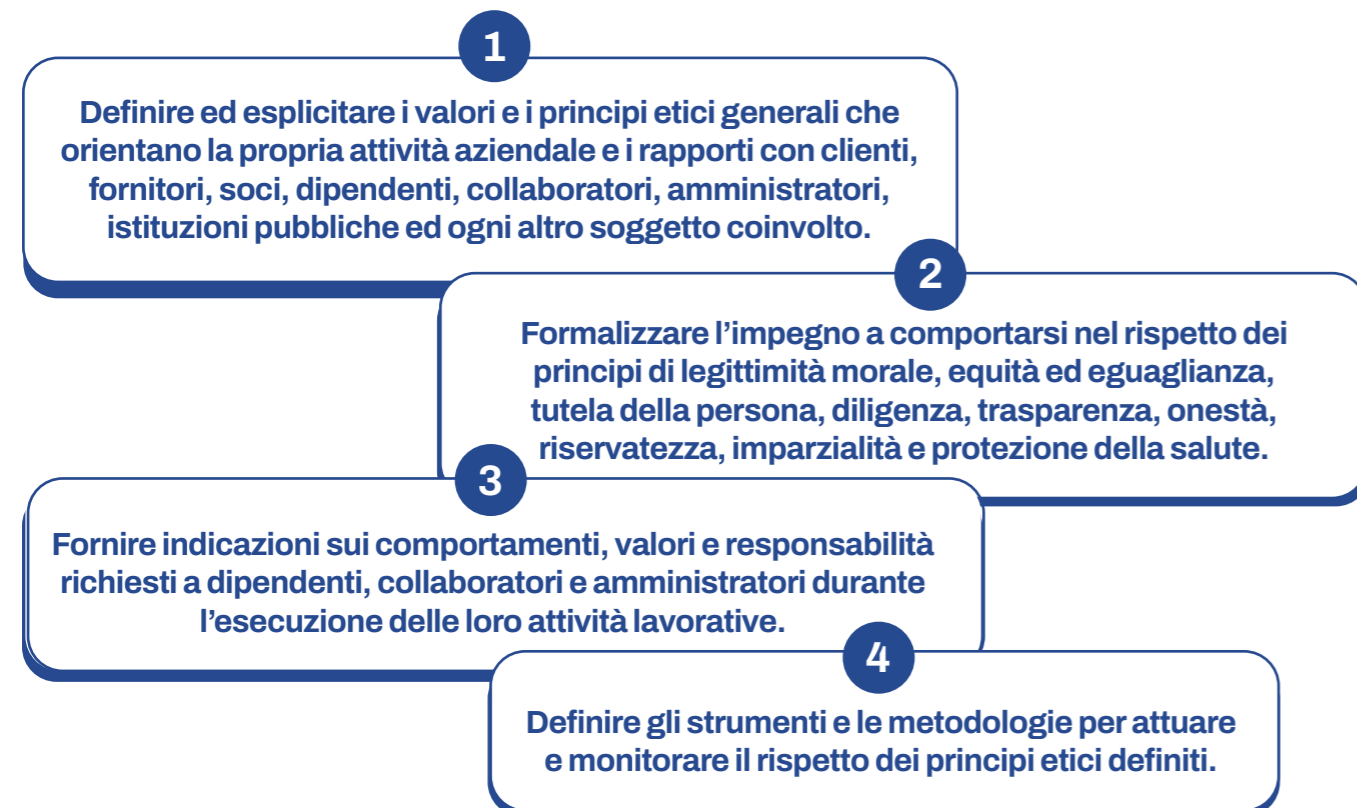 1
Definire ed esplicitare i valori e i principi etici generali che
orientano la propria attività aziendale e i rapporti con clienti,
fornitori, soci, dipendenti, collaboratori, amministratori,
istituzioni pubbliche ed ogni altro soggetto coinvolto.
2
Formalizzare l’impegno a comportarsi nel rispetto dei
principi di legittimità morale, equità ed eguaglianza,
tutela della persona, diligenza, trasparenza, onestà,
riservatezza, imparzialità e protezione della salute.
3
Fornire indicazioni sui comportamenti, valori e responsabilità
richiesti a dipendenti, collaboratori e amministratori durante
l’esecuzione delle loro attività lavorative.
4
Definire gli strumenti e le metodologie per attuare
e monitorare il rispetto dei principi etici definiti.